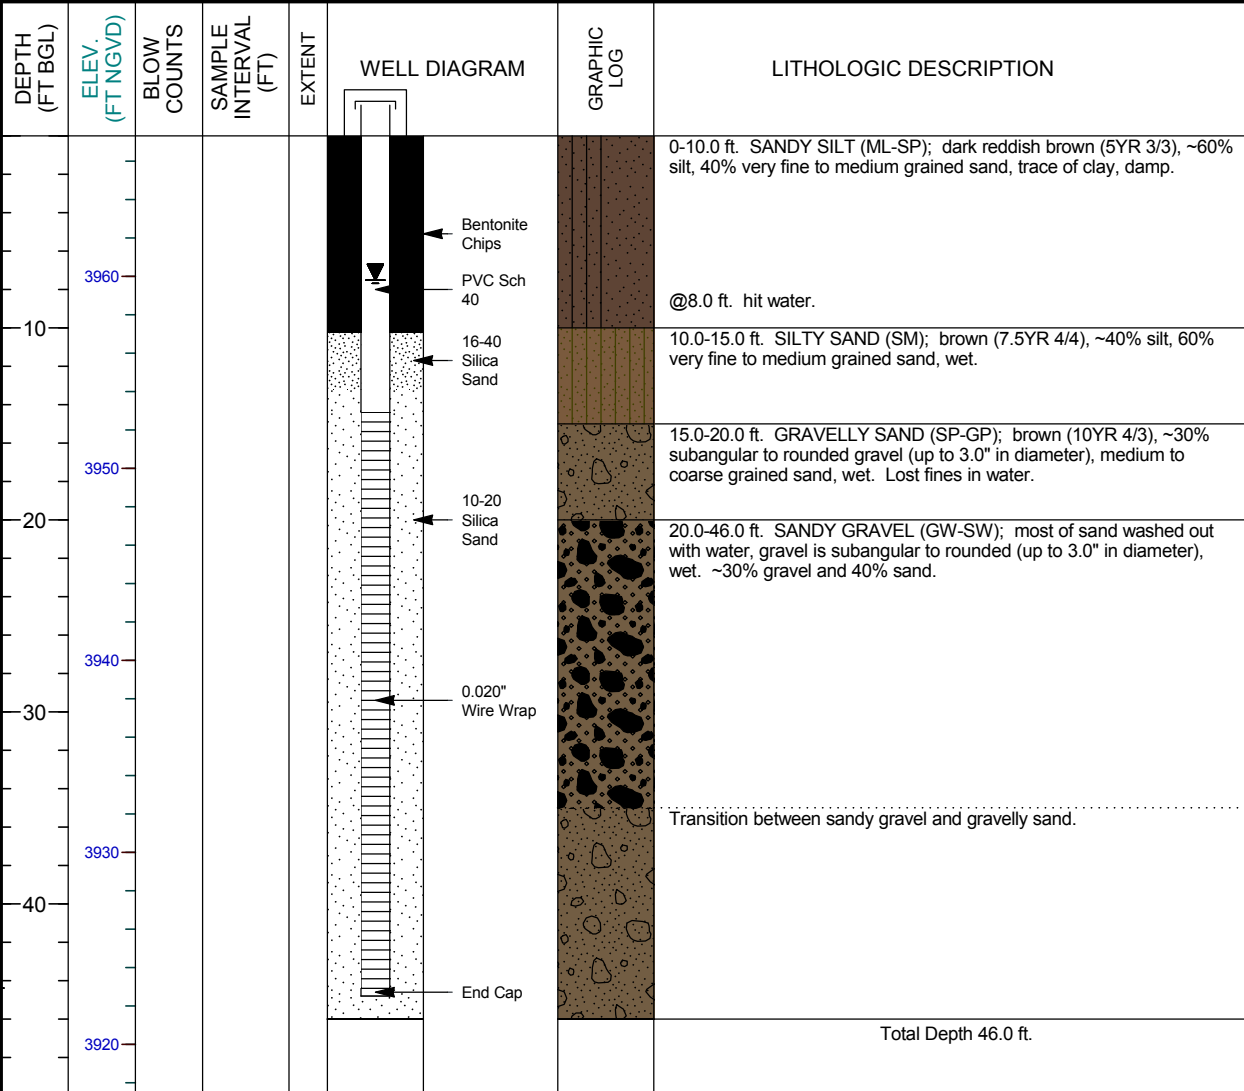 DEPTH
(FT BGL)
ELEV.
(FT NGVD)
BLOW
COUNTS
SAMPLE
INTERVAL
(FT)
EXTENT
WELL DIAGRAM
GRAPHIC
LOG
LITHOLOGIC DESCRIPTION
0-10.0 ft. SANDY SILT (ML-SP); dark reddish brown (5YR 3/3), ~60%
silt, 40% very fine to medium grained sand, trace of clay, damp.
Bentonite
Chips
3960
PVC Sch
40
@8.0 ft. hit water.
10
16-40
Silica
Sand
10.0-15.0 ft. SILTY SAND (SM); brown (7.5YR 4/4), ~40% silt, 60%
very fine to medium grained sand, wet.
15.0-20.0 ft. GRAVELLY SAND (SP-GP); brown (10YR 4/3), ~30%
subangular to rounded gravel (up to 3.0" in diameter), medium to
coarse grained sand, wet. Lost fines in water.
3950
10-20
Silica
Sand
20
20.0-46.0 ft. SANDY GRAVEL (GW-SW); most of sand washed out
with water, gravel is subangular to rounded (up to 3.0" in diameter),
wet. ~30% gravel and 40% sand.
3940
0.020"
Wire Wrap
30
Transition between sandy gravel and gravelly sand.
3930
40
End Cap
Total Depth 46.0 ft.
3920